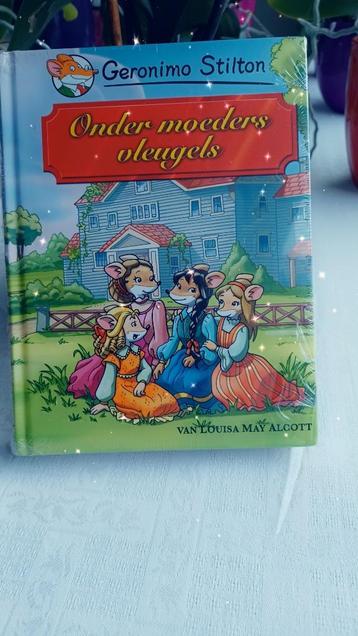 Geronimo Stilton
Onder moeders
vleugels
VAN LOUISA MAY ALCOTT